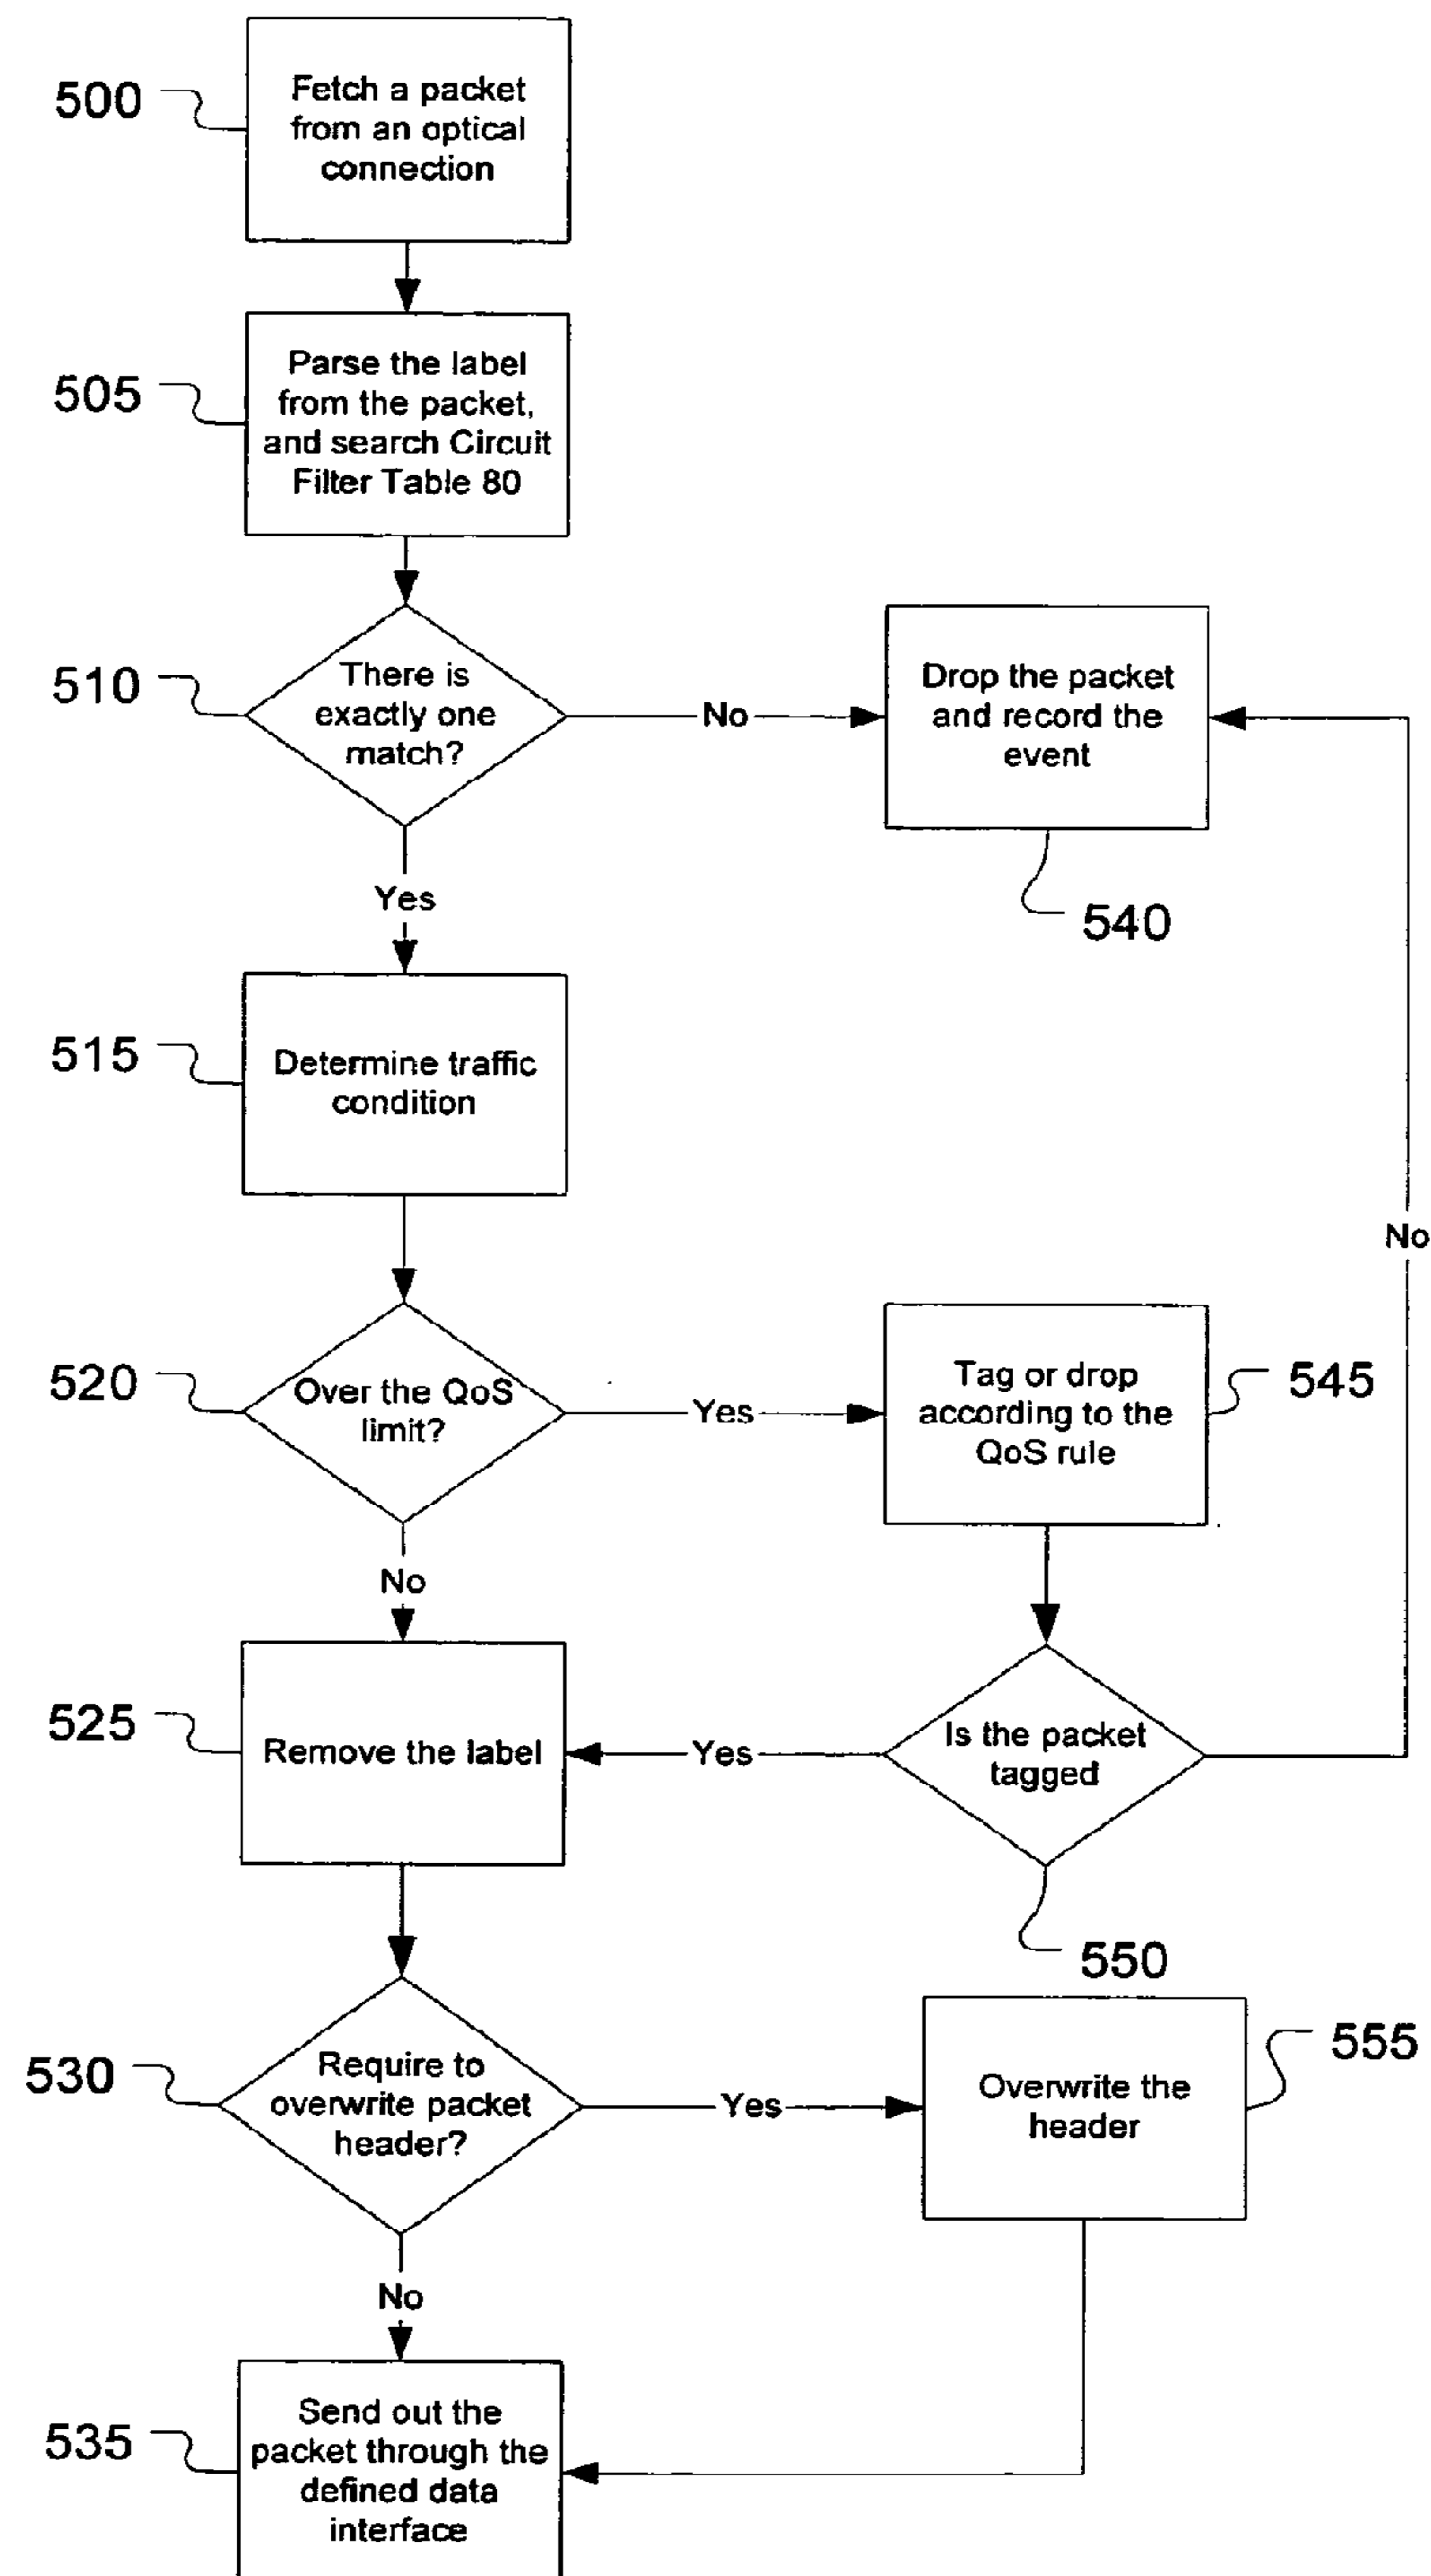 500
Fetch a packet
from an optical
connection
505
Parse the label
from the packet,
and search Circuit
Filter Table 80
510
There is
exactly one
match?
No
Drop the packet
and record the
event
540
Yes
515
Determine traffic
condition
No
520
Over the QoS
limit?
Yes
Tag or drop
according to the
QoS rule
545
No
525
Remove the label
Yes
Is the packet
tagged
550
530
Require to
overwrite packet
header?
Yes
Overwrite the
header
555
No
535
Send out the
packet through the
defined data
interface